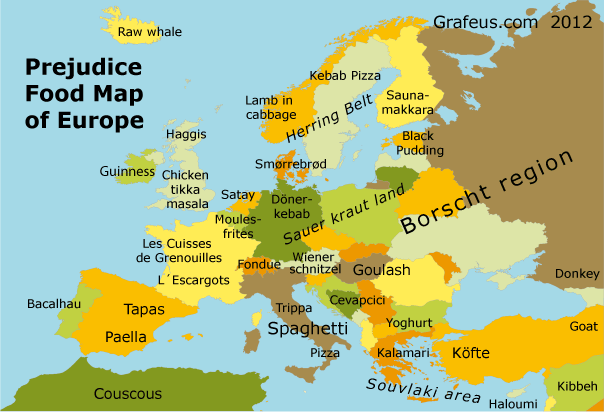 Grafeus.com 2012
Raw whale
Prejudice
Food Map
of Europe
Kebab Pizza
Lamb in
cabbage
Herring Belt
Sauna-
makkara
Haggis
Black
Pudding
Guinness
Chicken
tikka
masala
Smørrebrød
Satay
Döner-
kebab
Moules-
frites
Sauer kraut land
Borscht region
Les Cuisses
de Grenouilles
Fondue
Wiener
schnitzel
Goulash
L´Escargots
Donkey
Bacalhau
Tapas
Paella
Trippa
Spaghetti
Pizza
Cevapcici
Yoghurt
Kalamari
Köfte
Goat
Souvlaki area
Kibbeh
Haloumi
Couscous